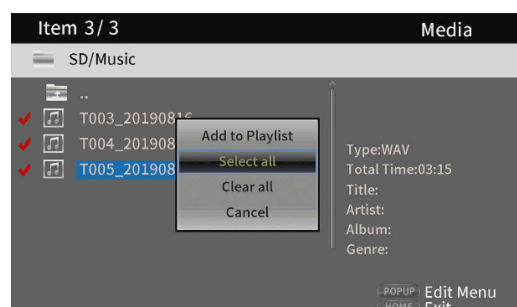 Item 3/ 3
Media
SD/Music
..
T003_20190816
T004_201908
T005_201908
Add to Playlist
Select all
Clear all
Cancel
Type:WAV
Total Time:03:15
Title:
Artist:
Album:
Genre:
POPUP Edit Menu
HOME Exit